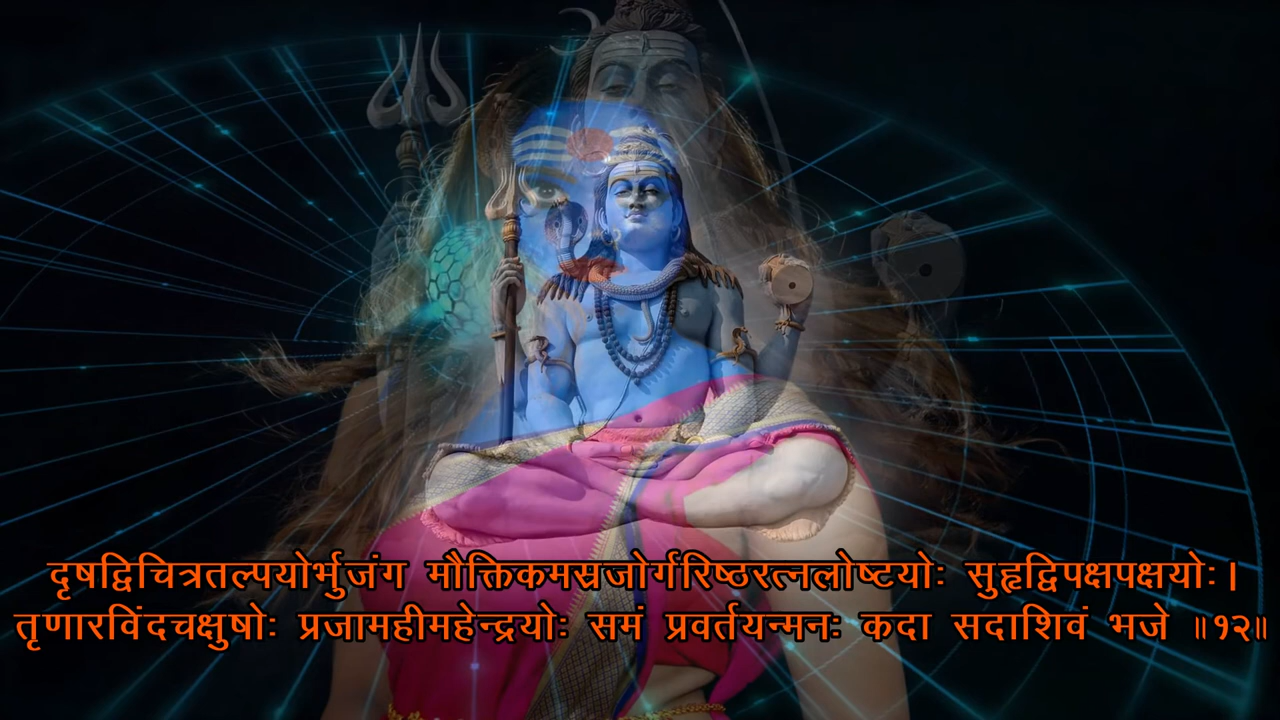 दृषद्विचित्रतल्पयोर्भुजंग मौक्तिकमस्रजोर्गरिष्ठरत्नलोष्टयोः सुहृद्विपक्षपक्षयोः।
तृणारविंदचक्षुषोः प्रजामहीमहेन्द्रयोः समं प्रवर्तयन्मनः कदा सदाशिवं भजे ॥१२॥